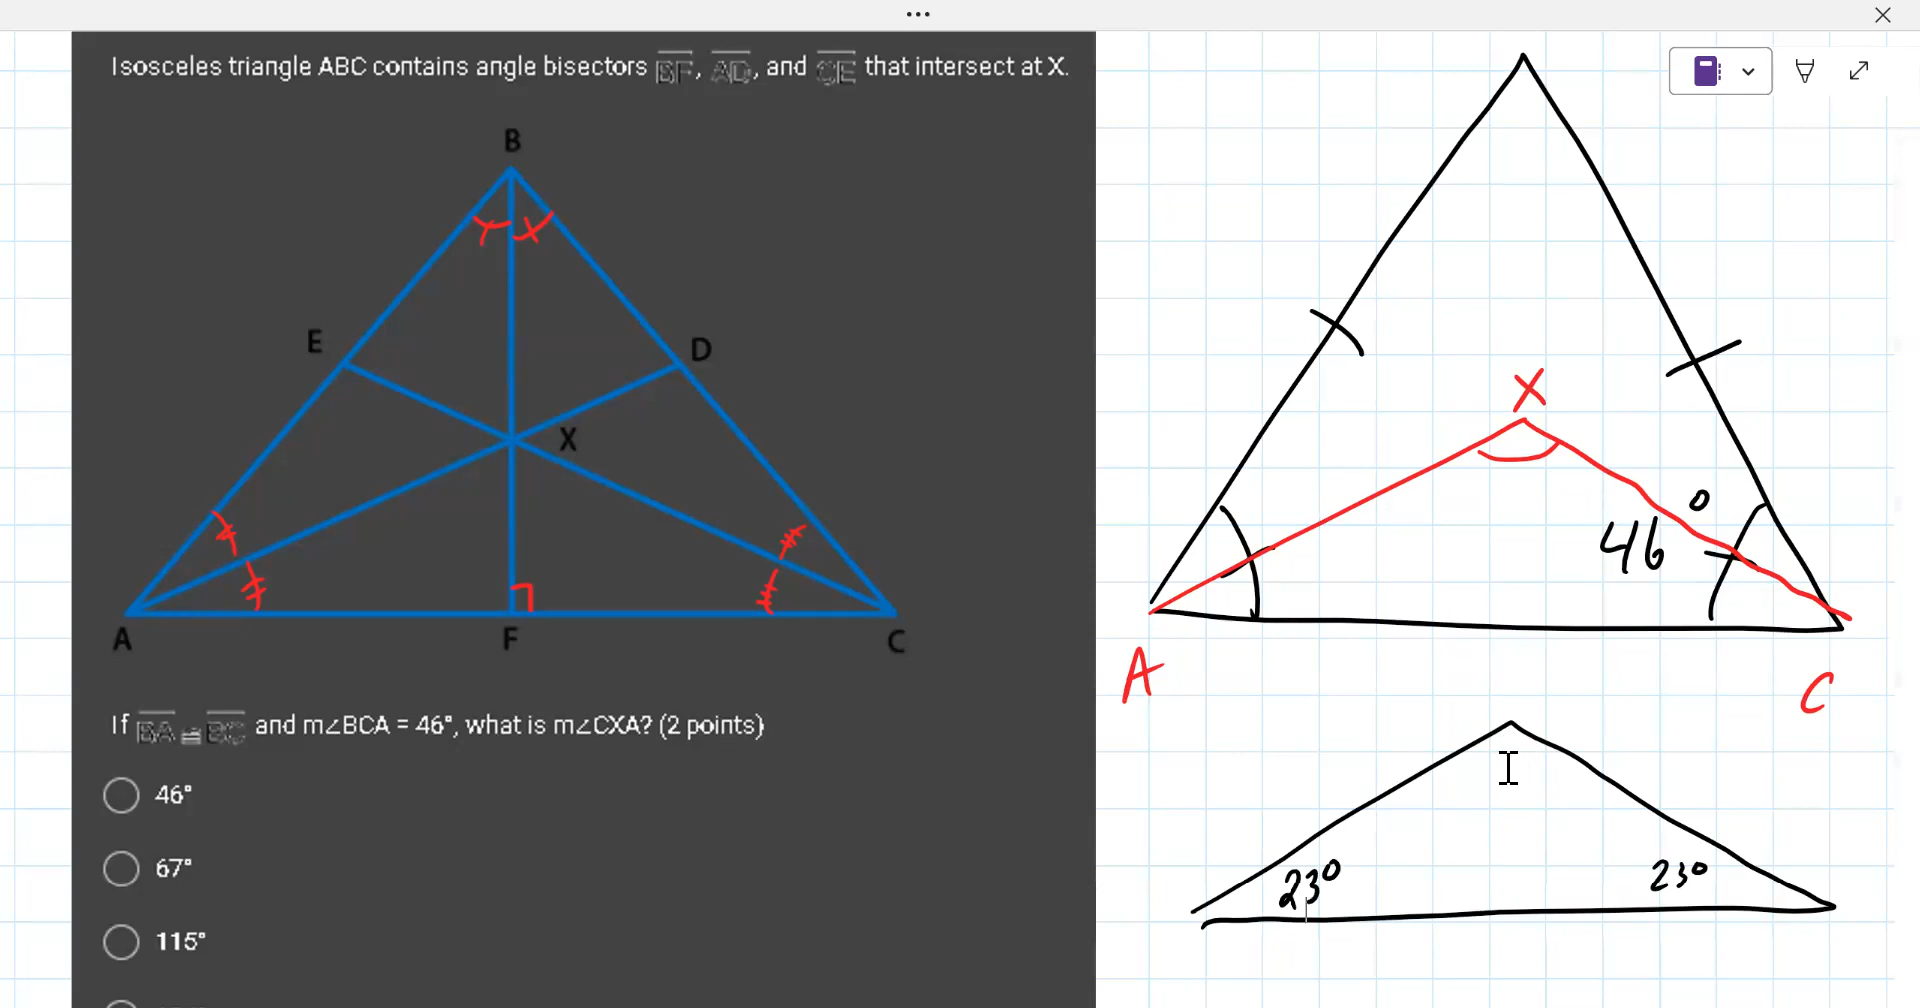 Isosceles triangle ABC contains angle bisectors BF, AD, and CE that intersect at X.
B
E
D
X
A
F
C
If BA ≅ BC and m∠BCA = 46°, what is m∠CXA? (2 points)
46°
67°
115°
X
46°
A
C
23°
23°